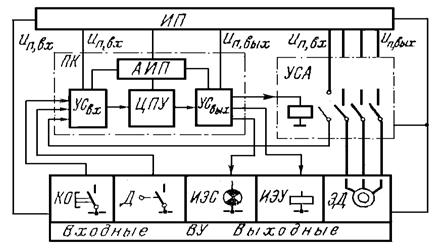 ИП
Uп,вх Uп,вх Uп,вых Uп,вх Uп,вых
ПК АИП УСА
УСвх ЦПУ УСвых
КО Д ИЭС ИЭУ ЭД
Входные ВУ Выходные